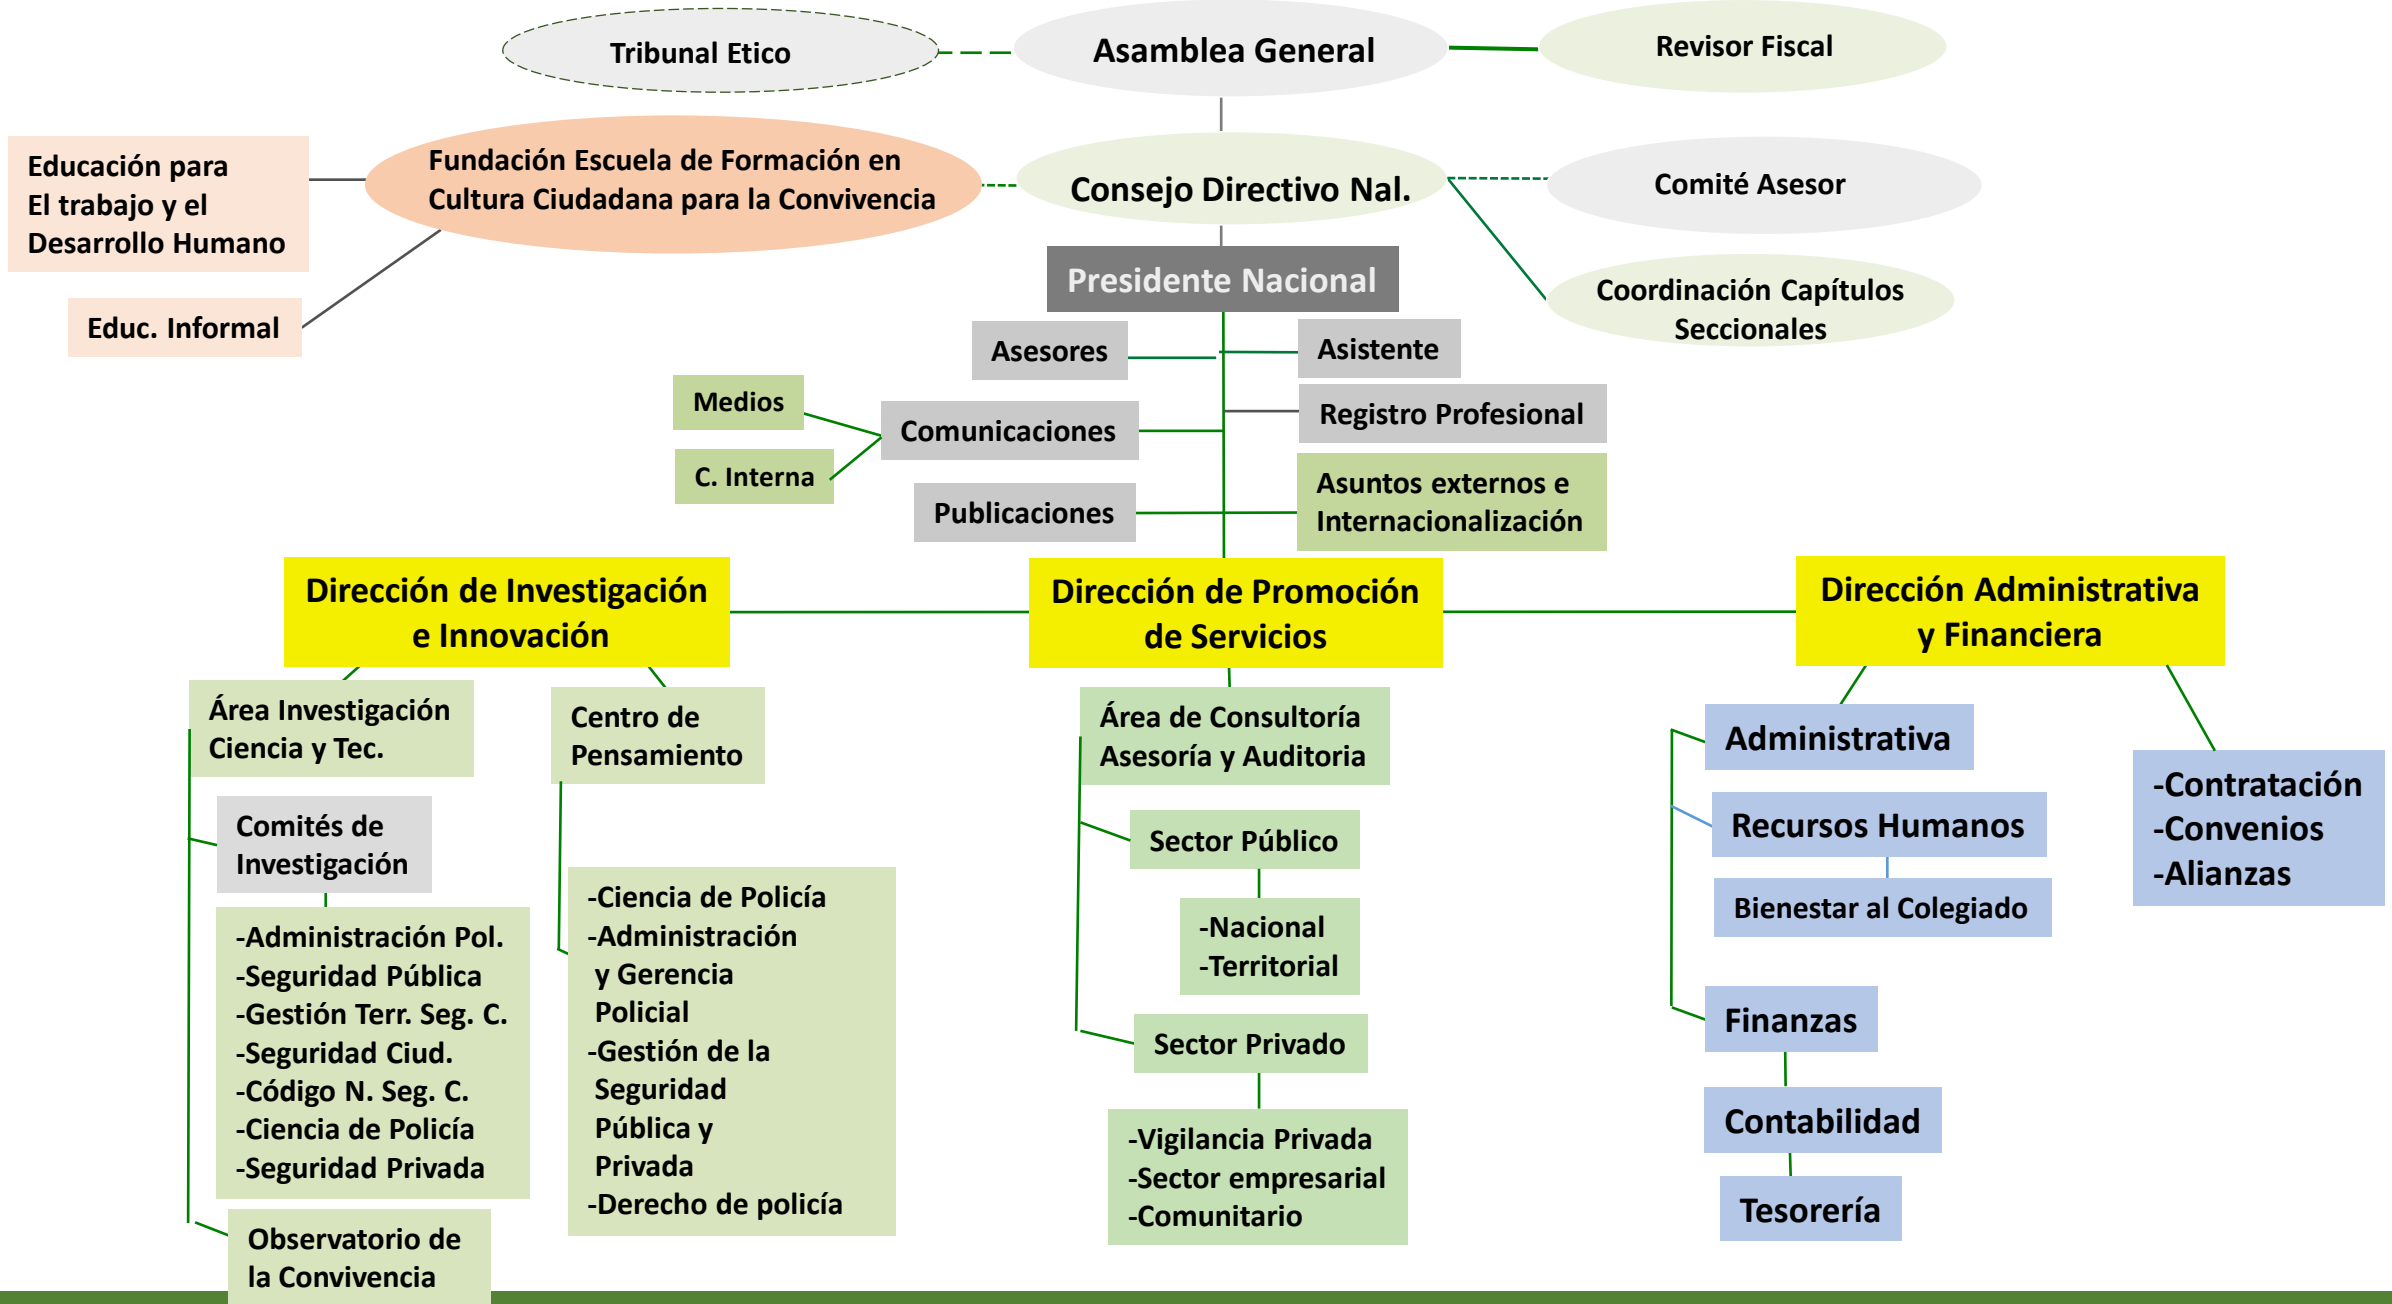 Tribunal Etico
Asamblea General
Revisor Fiscal
Educación para
El trabajo y el
Desarrollo Humano
Educ. Informal
Fundación Escuela de Formación en
Cultura Ciudadana para la Convivencia
Consejo Directivo Nal.
Comité Asesor
Coordinación Capítulos
Seccionales
Presidente Nacional
Asesores
Asistente
Medios
C. Interna
Comunicaciones
Registro Profesional
Publicaciones
Asuntos externos e
Internacionalización
Dirección de Investigación
e Innovación
Dirección de Promoción
de Servicios
Dirección Administrativa
y Financiera
Área Investigación
Ciencia y Tec.
Comités de
Investigación
-Administración Pol.
-Seguridad Pública
-Gestión Terr. Seg. C.
-Seguridad Ciud.
-Código N. Seg. C.
-Ciencia de Policía
-Seguridad Privada
Observatorio de
la Convivencia
Centro de
Pensamiento
-Ciencia de Policía
-Administración
y Gerencia
Policial
-Gestión de la
Seguridad
Pública y
Privada
-Derecho de policía
Área de Consultoría
Asesoría y Auditoria
Sector Público
-Nacional
-Territorial
Sector Privado
-Vigilancia Privada
-Sector empresarial
-Comunitario
Administrativa
Recursos Humanos
Bienestar al Colegiado
Finanzas
Contabilidad
Tesorería
-Contratación
-Convenios
-Alianzas